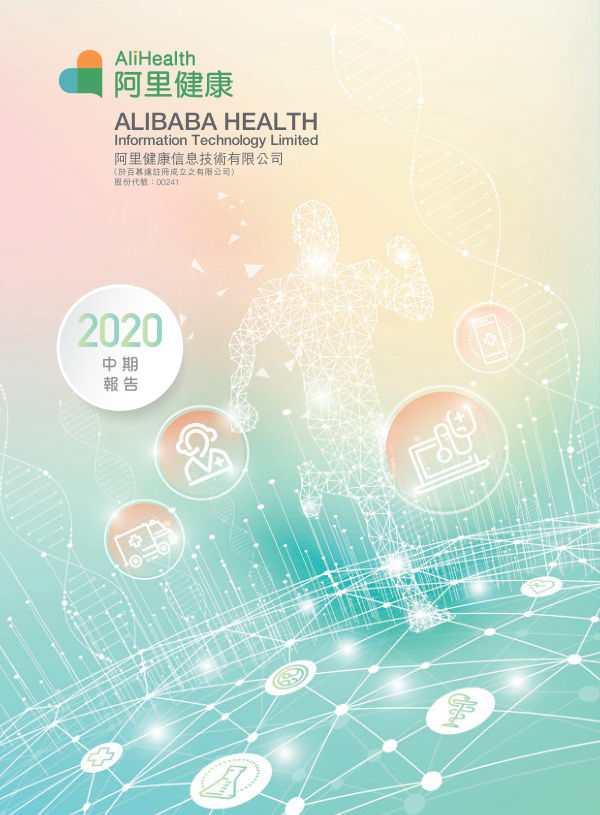 AliHealth
阿里健康
ALIBABA HEALTH
Information Technology Limited
阿里健康信息技術有限公司
(於百慕達註冊成立之有限公司)
股份代號：00241
2020
中期
報告